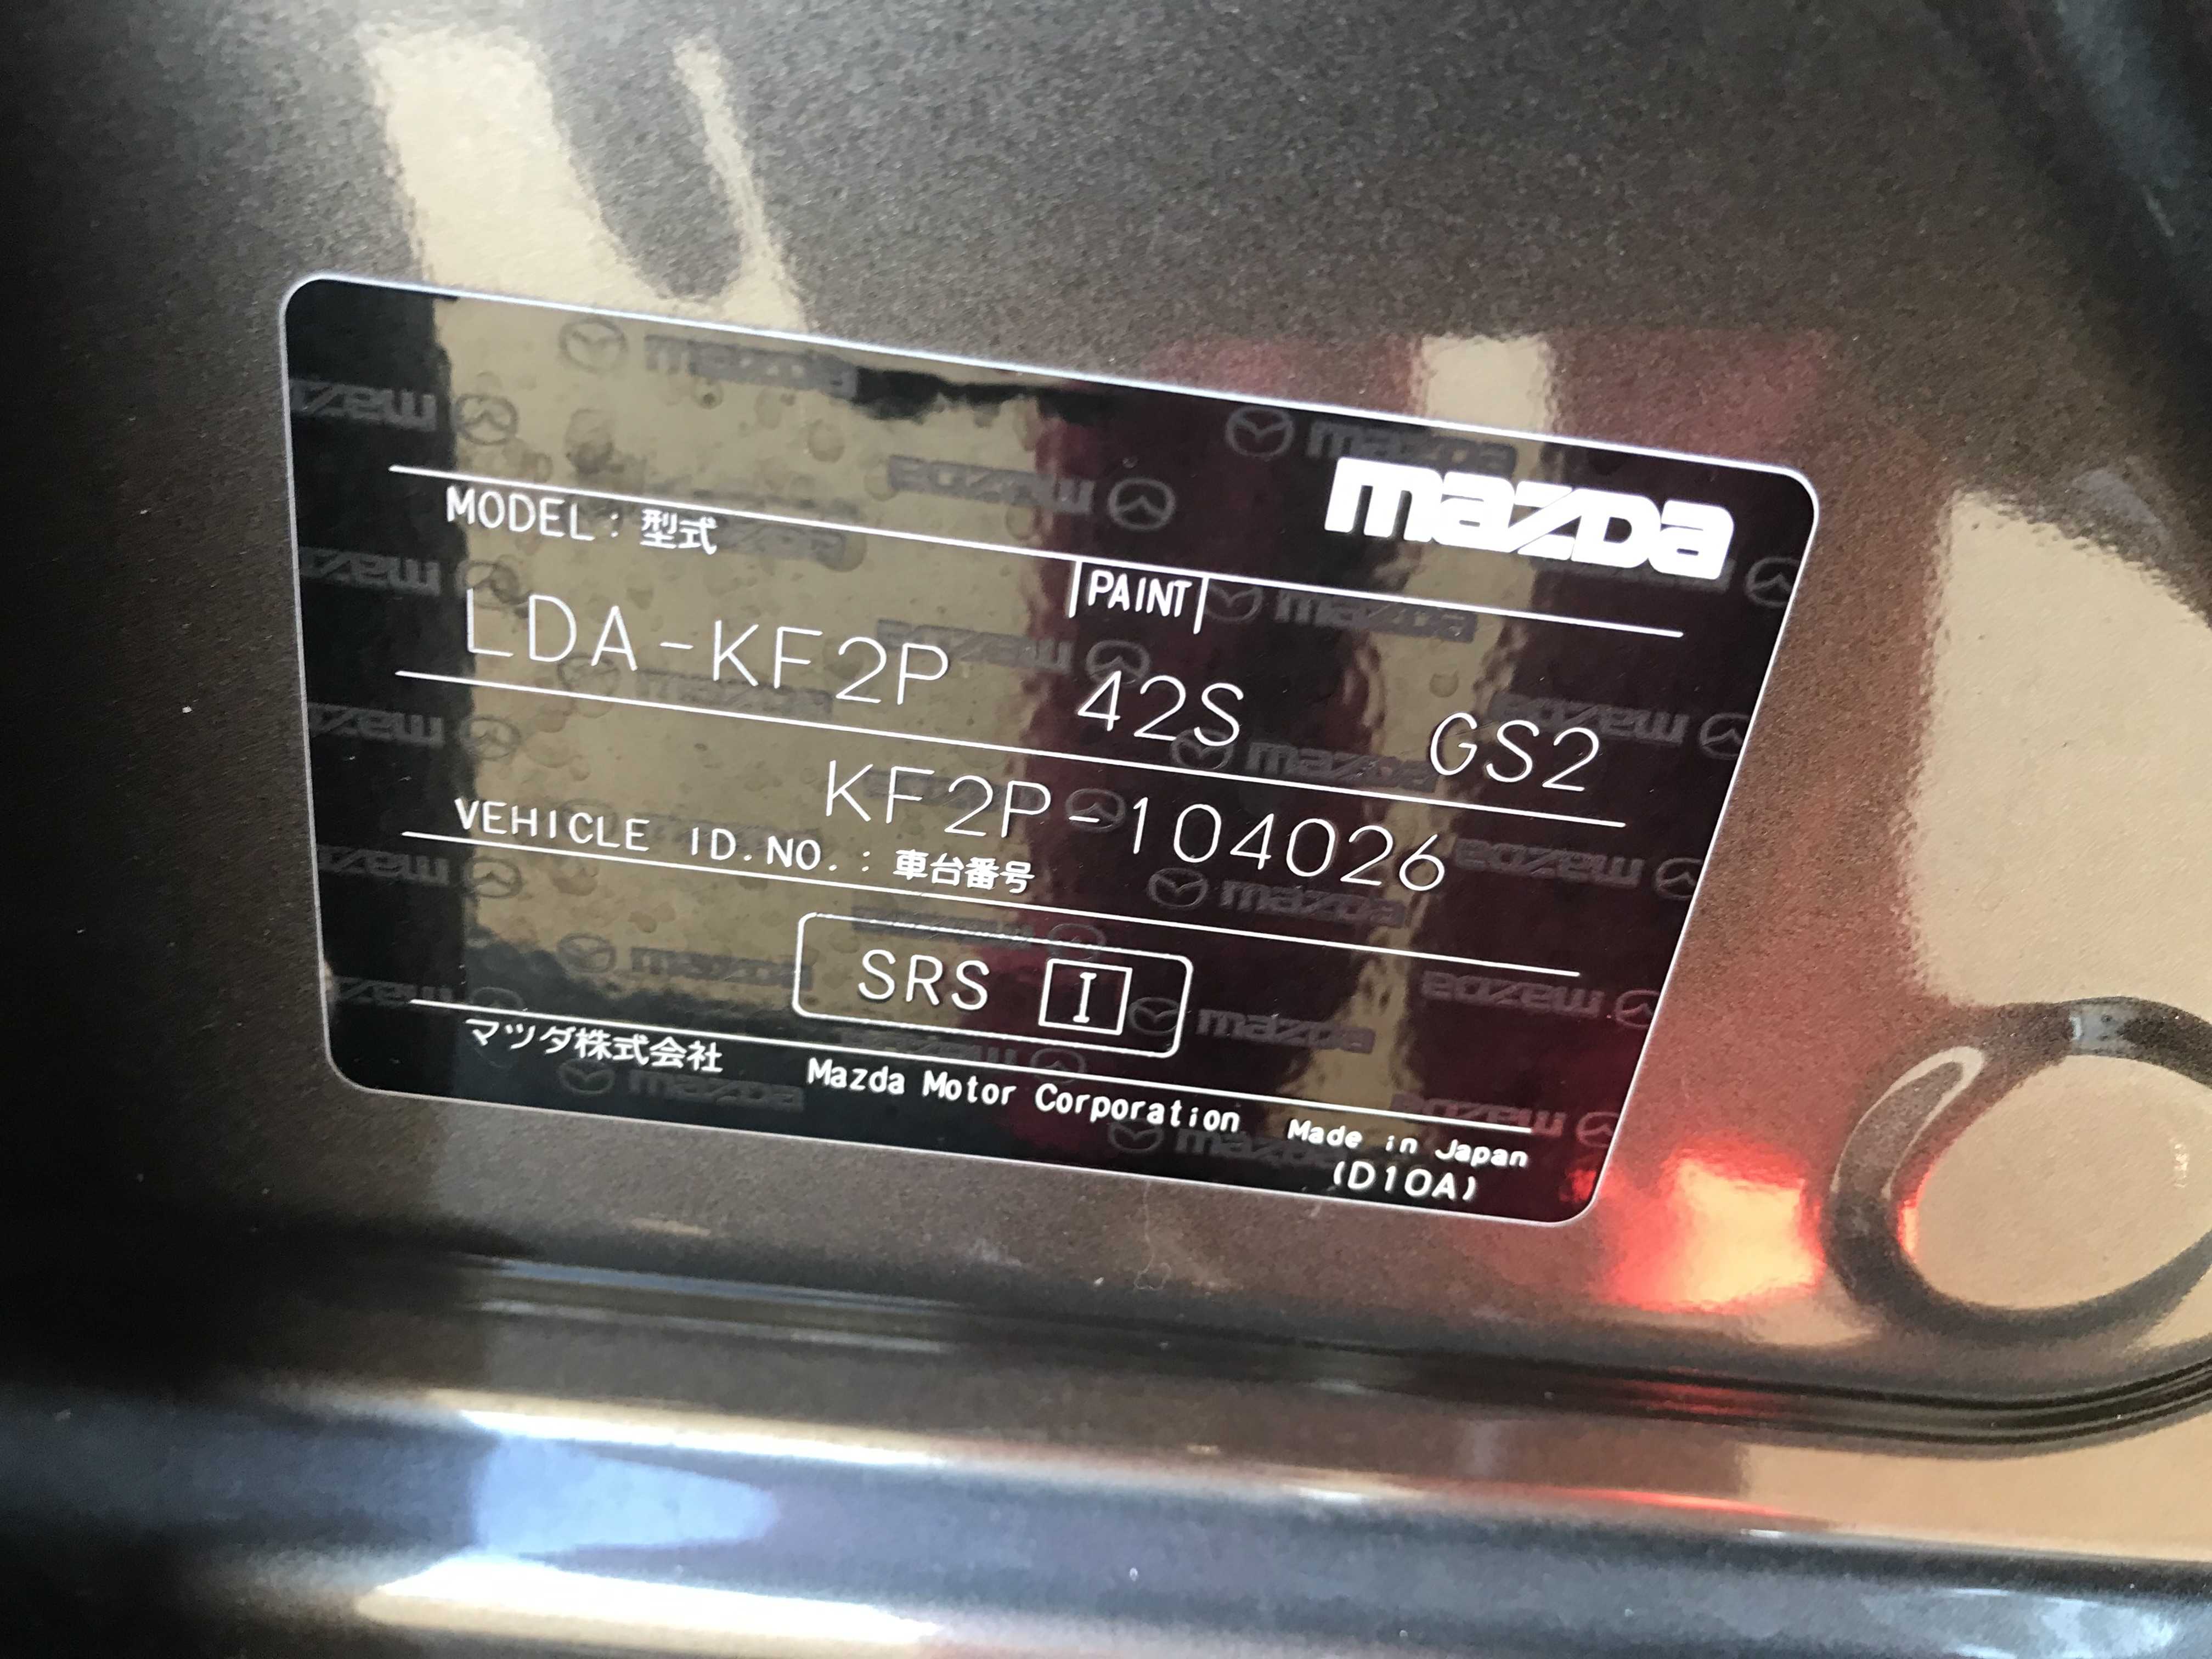 mazda
MODEL: 型式
PAINT
LDA-KF2P 42S GS2
KF2P-104026
VEHICLE ID.NO.: 車台番号
SRS I
マツダ株式会社 Mazda Motor Corporation Made in Japan
(D10A)